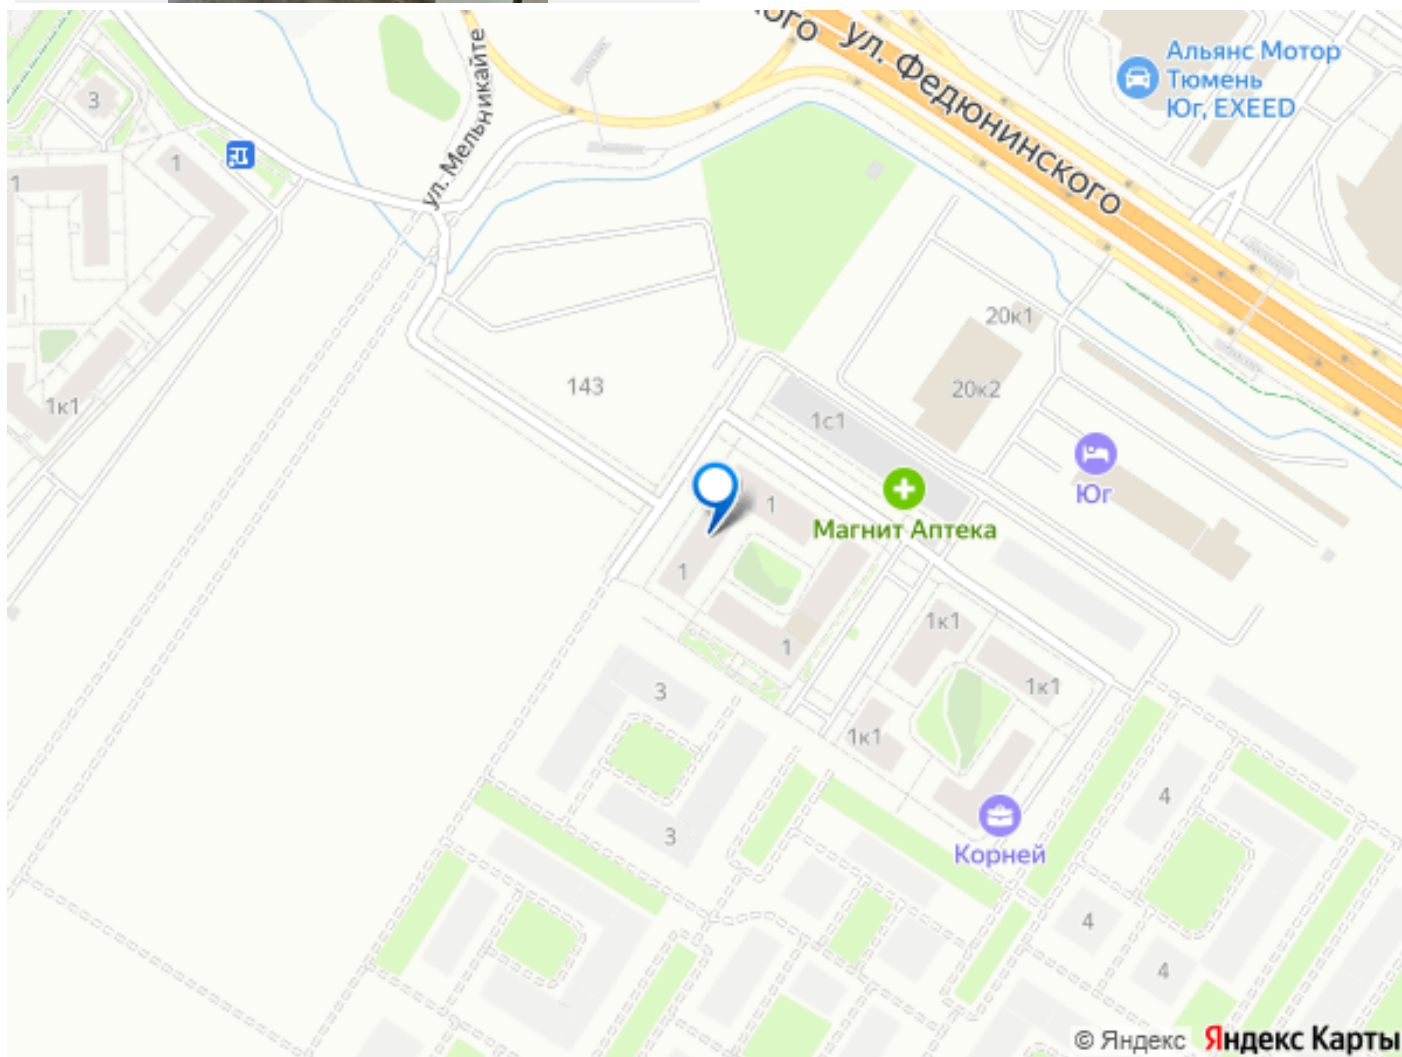 ого
ул. Федюнинского
Альянс Мотор
Тюмень
Юг, EXEED
ул. Мельникайте
3
1
1
1к1
143
20к1
20к2
1с1
Юг
Магнит Аптека
1
1
1
1к1
1к1
1к1
3
3
4
4
4
Корней
© Яндекс Яндекс Карты